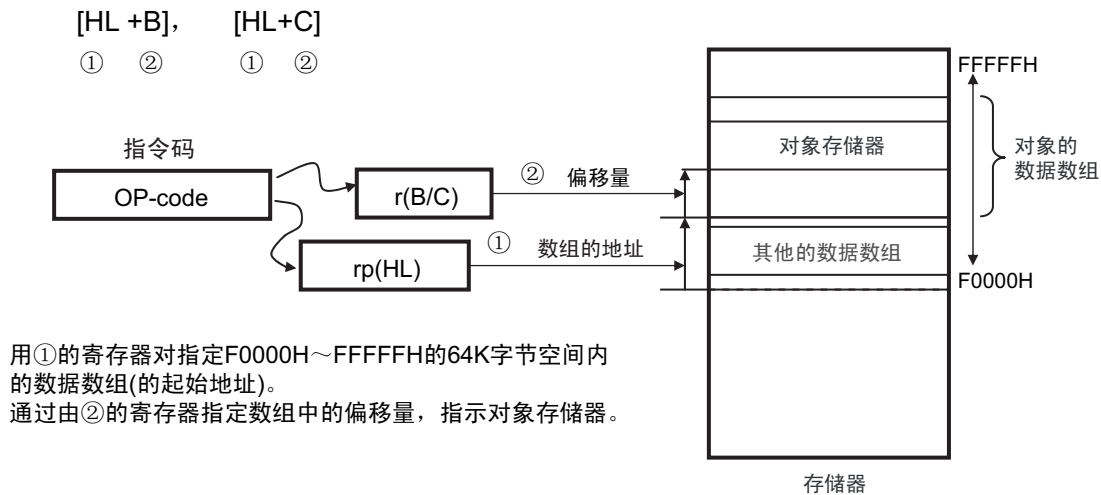 [HL +B]， [HL+C]
① ② ① ②
FFFFFH
指令码
对象存储器
对象的
数据数组
OP-code
r(B/C)
② 偏移量
rp(HL)
① 数组的地址
其他的数据数组
F0000H
用①的寄存器对指定F0000H～FFFFFH的64K字节空间内
的数据数组(的起始地址)。
通过由②的寄存器指定数组中的偏移量，指示对象存储器。
存储器